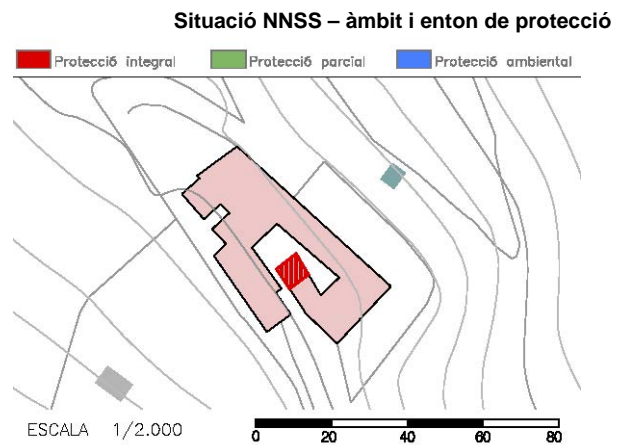 Situació NNSS – àmbit i enton de protecció
Protecció integral Protecció parcial Protecció ambiental
ESCALA 1/2.000
0 20 40 60 80